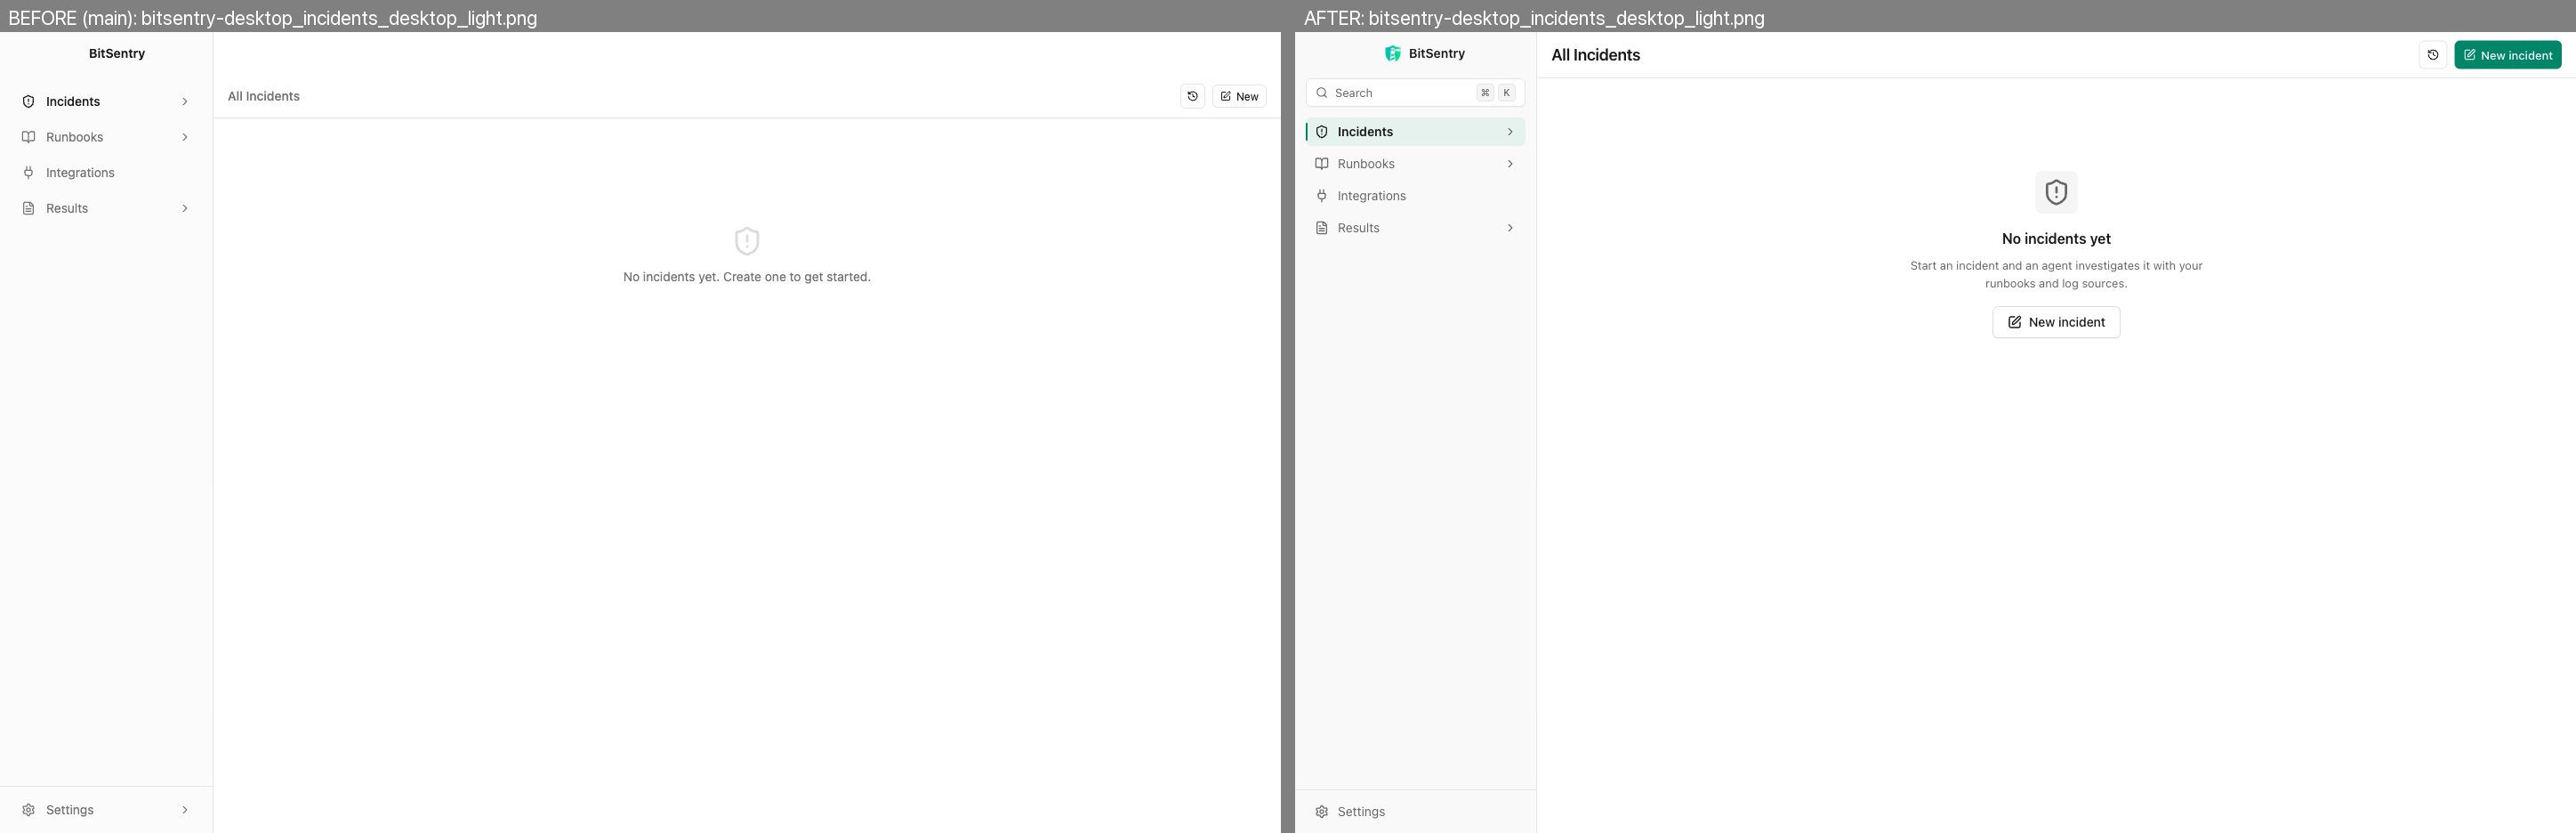 BEFORE (main): bitsentry-desktop_incidents_desktop_light.png
BitSentry
Incidents
Runbooks
Integrations
Results
Settings
All Incidents
New
No incidents yet. Create one to get started.
AFTER: bitsentry-desktop_incidents_desktop_light.png
BitSentry
Search ⌘ K
Incidents
Runbooks
Integrations
Results
Settings
All Incidents
New incident
No incidents yet
Start an incident and an agent investigates it with your
runbooks and log sources.
New incident